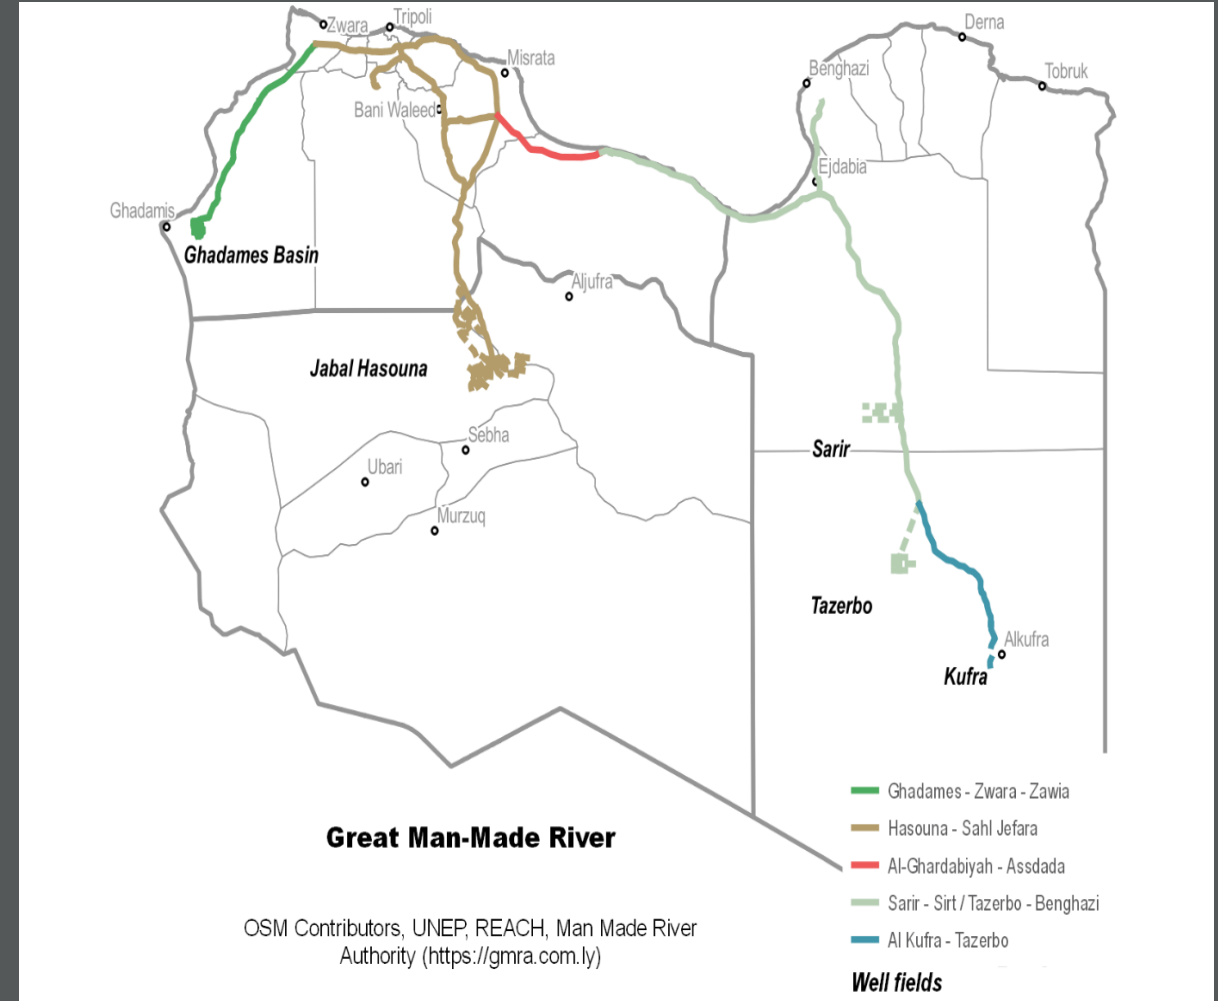 Zwara
Tripoli
Misrata
Bani Waleed
Derna
Benghazi
Tobruk
Ejdabia
Ghadamis
Ghadames Basin
Aljufra
Jabal Hasouna
Sebha
Ubari
Murzuq
Sarir
Tazerbo
Alkufra
Kufra
Ghadames - Zwara - Zawia
Hasouna - Sahl Jefara
Al-Ghardabiyah - Assdada
Sarir - Sirt / Tazerbo - Benghazi
Al Kufra - Tazerbo
Well fields
Great Man-Made River
OSM Contributors, UNEP, REACH, Man Made River
Authority (https://gmra.com.ly)